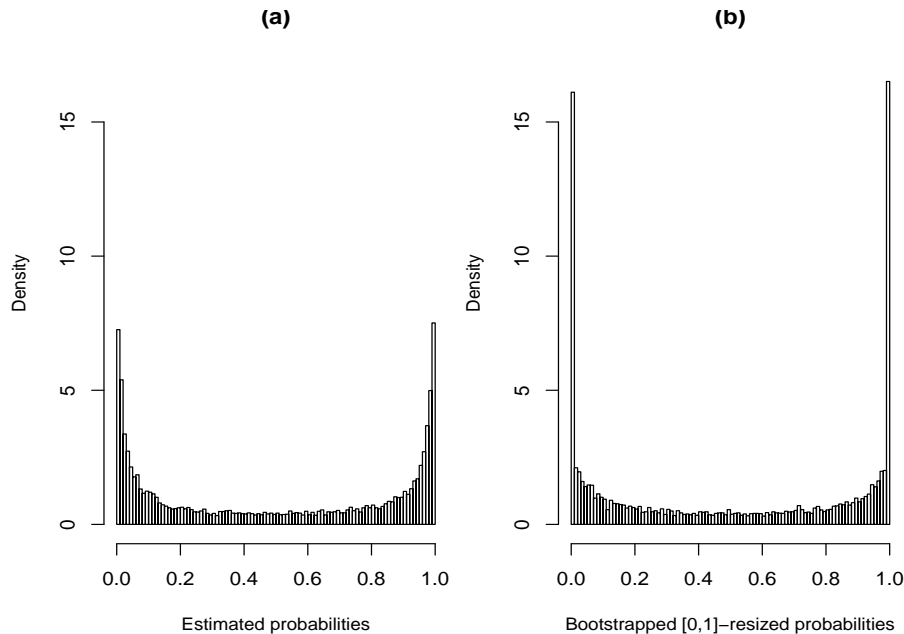 (a)
Density
15
10
5
0
0.0 0.2 0.4 0.6 0.8 1.0
Estimated probabilities
(b)
Density
15
10
5
0
0.0 0.2 0.4 0.6 0.8 1.0
Bootstrapped [0,1]−resized probabilities